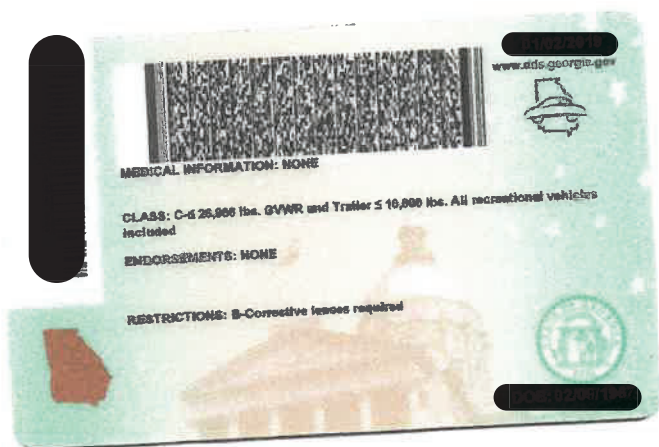 www.dds.georgia.gov
MEDICAL INFORMATION: NONE
CLASS: C-≤ 26,000 lbs. GVWR and Trailer ≤ 10,000 lbs. All recreational vehicles
included
ENDORSEMENTS: NONE
RESTRICTIONS: B-Corrective lenses required